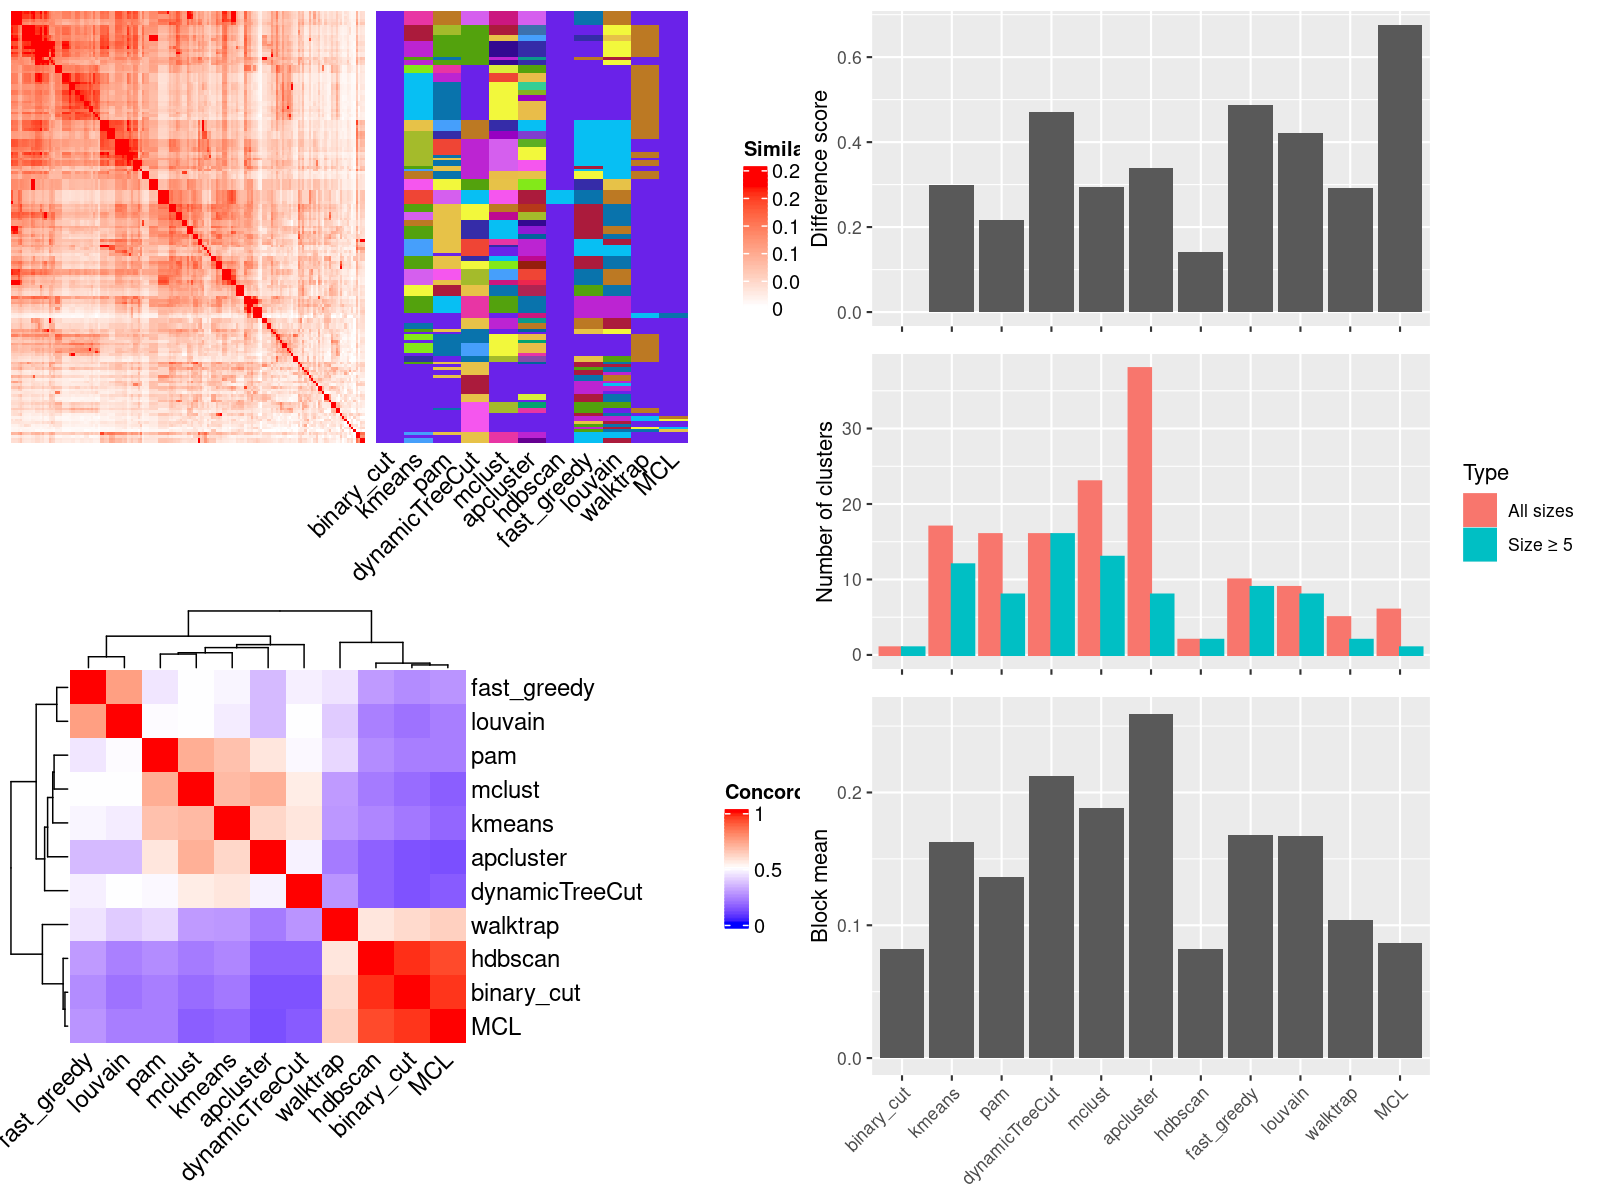 Simila
0.2
0.2
0.1
0.1
0.0
0
binary_cut
kmeans
pam
dynamicTreeCut
mclust
apcluster
hdbscan
fast_greedy
louvain
walktrap
MCL
fast_greedy
louvain
pam
mclust
kmeans
apcluster
dynamicTreeCut
walktrap
hdbscan
binary_cut
MCL
fast_greedy
louvain
pam
mclust
kmeans
apcluster
dynamicTreeCut
walktrap
hdbscan
binary_cut
MCL
Concord
1
0.5
0
Difference score
0.6
0.4
0.2
0.0
Number of clusters
30
20
10
0
Type
All sizes
Size ≥ 5
Block mean
0.2
0.1
0.0
binary_cut
kmeans
pam
dynamicTreeCut
mclust
apcluster
hdbscan
fast_greedy
louvain
walktrap
MCL